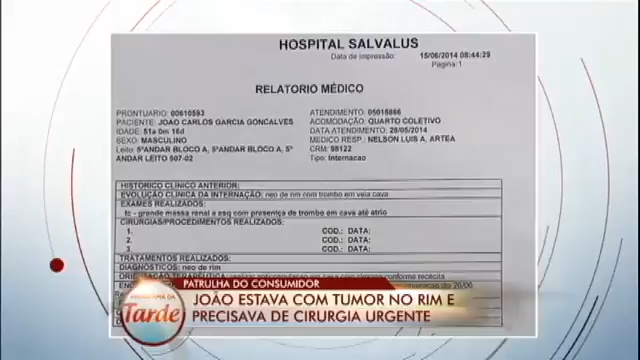 HOSPITAL SALVALUS
Data de impressão: 15/06/2014 08:44:29
Página:1
RELATORIO MÉDICO
PRONTUARIO: 00610593
PACIENTE: JOAO CARLOS GARCIA GONCALVES
IDADE: 51a 0m 16d
SEXO: MASCULINO
Leito: 5ºANDAR BLOCO A, 5ºANDAR BLOCO A, 5º
ANDAR LEITO 507-02
ATENDIMENTO: 05015866
ACOMODAÇÃO: QUARTO COLETIVO
DATA ATENDIMENTO: 28/05/2014
MEDICO RESP.: NELSON LUIS A. ARTEA
CRM: 98122
Tipo: Internacao
HISTORICO CLINICO ANTERIOR:
EVOLUÇÃO CLINICA DA INTERNAÇÃO: neo de rim com trombo em veia cava
EXAMES REALIZADOS:
tc - grande massa renal a esq com presença de trombo em cava até atrio
CIRURGIAS/PROCEDIMENTOS REALIZADOS:
1. COD.: DATA:
2. COD.: DATA:
3. COD.: DATA:
TRATAMENTOS REALIZADOS:
DIAGNÓSTICOS: neo de rim
PATRULHA DO CONSUMIDOR
PROGRAMA DA
Tarde
JOÃO ESTAVA COM TUMOR NO RIM E
PRECISAVA DE CIRURGIA URGENTE